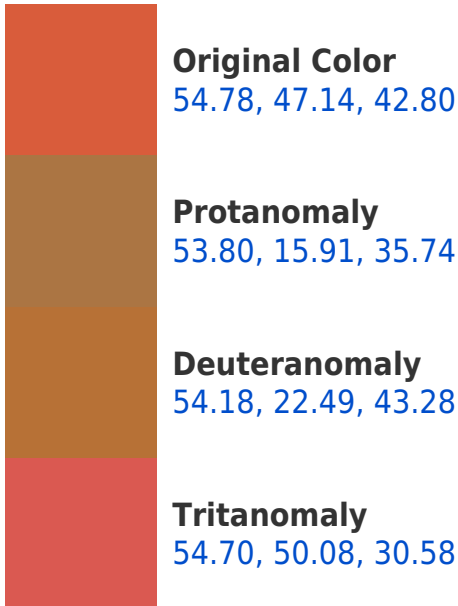 Original Color
54.78, 47.14, 42.80
Protanomaly
53.80, 15.91, 35.74
Deuteranomaly
54.18, 22.49, 43.28
Tritanomaly
54.70, 50.08, 30.58